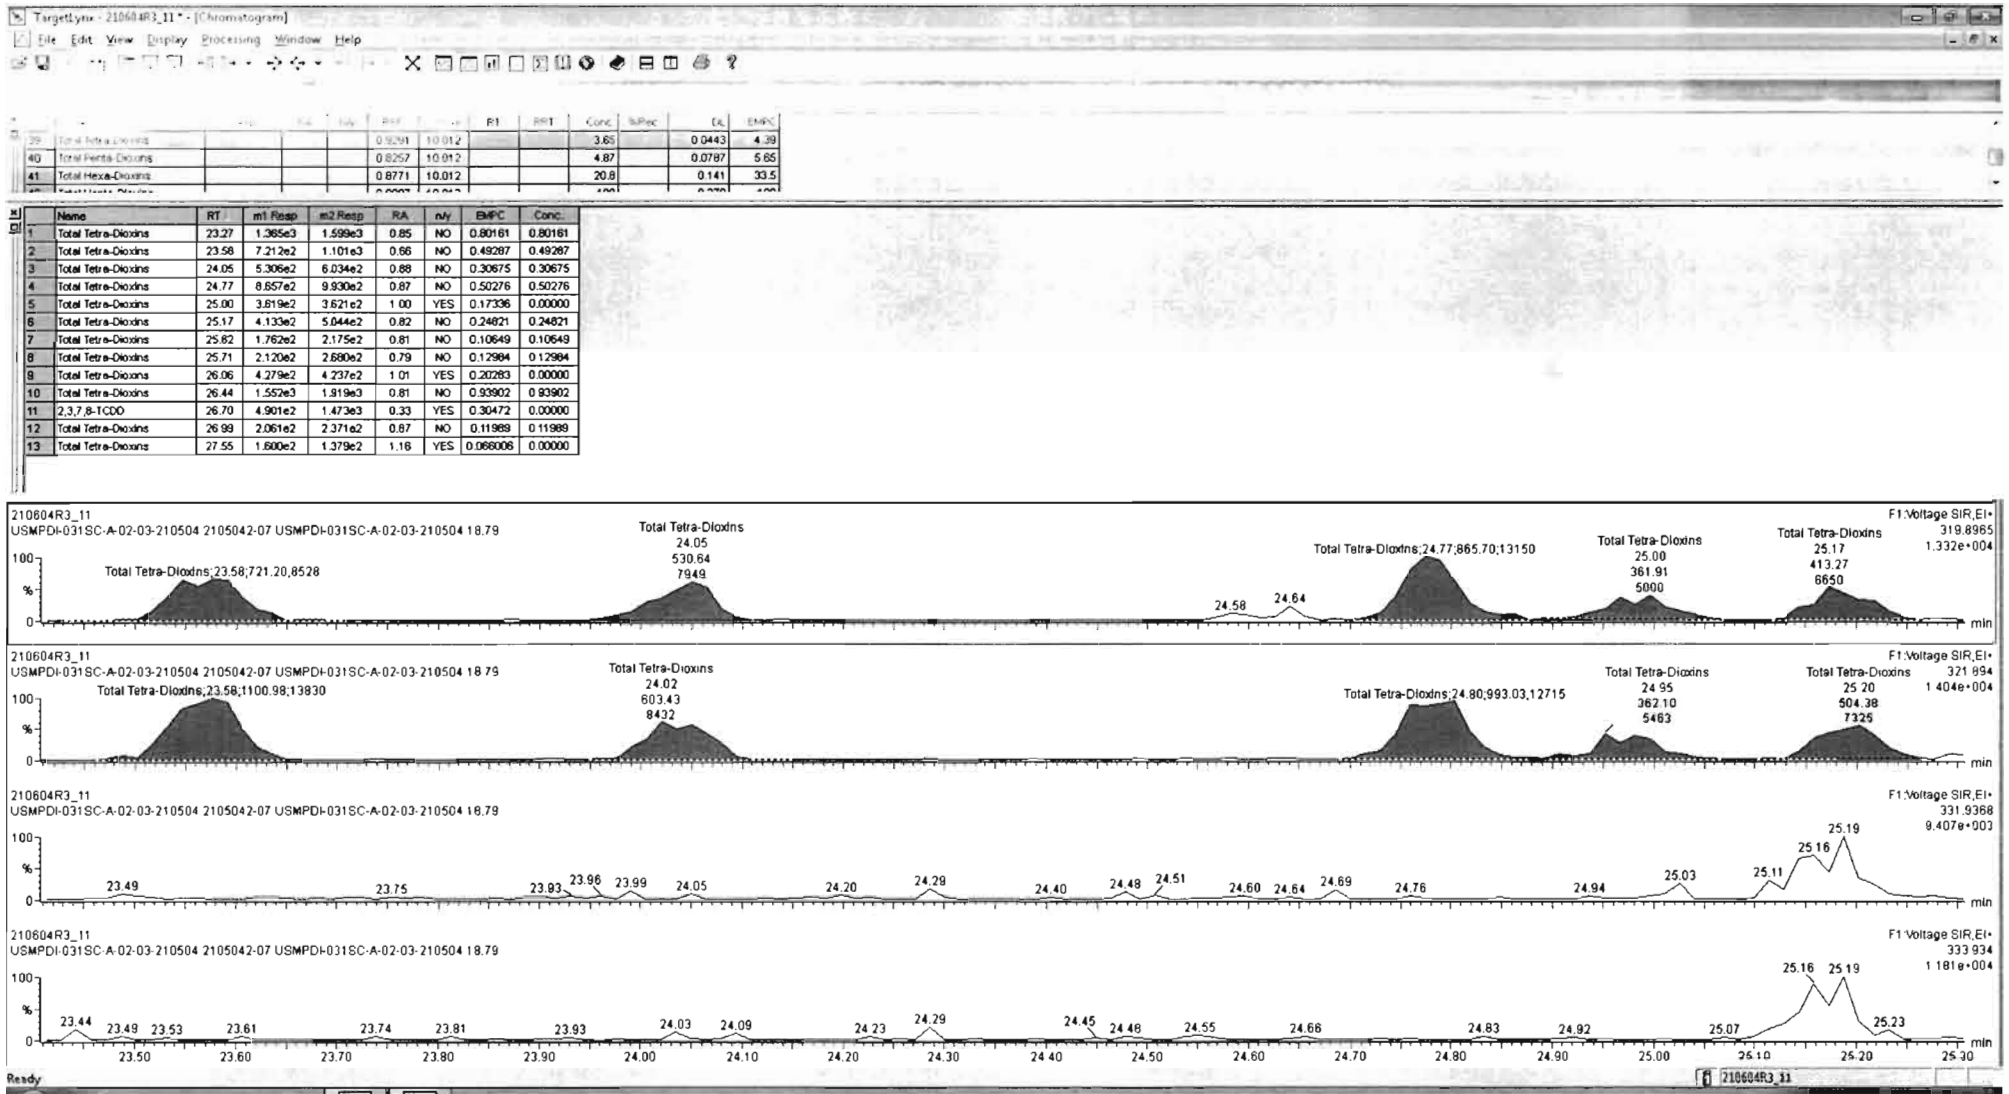 TargetLynx - 210604R3_11 * - [Chromatogram]
File Edit View Display Processing Window Help
RT RRT Conc. %Rec DL EMPC
39 Total Tetra-Dioxins 0.9291 10.012 3.65 0.0443 4.39
40 Total Penta-Dioxins 0.8257 10.012 4.87 0.0787 5.65
41 Total Hexa-Dioxins 0.8771 10.012 20.8 0.141 33.5
Name RT m1 Resp m2 Resp RA n/y EMPC Conc.
1 Total Tetra-Dioxins 23.27 1.365e3 1.599e3 0.85 NO 0.80161 0.80161
2 Total Tetra-Dioxins 23.58 7.212e2 1.101e3 0.66 NO 0.49287 0.49287
3 Total Tetra-Dioxins 24.05 5.306e2 6.034e2 0.88 NO 0.30675 0.30675
4 Total Tetra-Dioxins 24.77 8.657e2 9.930e2 0.87 NO 0.50276 0.50276
5 Total Tetra-Dioxins 25.00 3.619e2 3.621e2 1.00 YES 0.17336 0.00000
6 Total Tetra-Dioxins 25.17 4.133e2 5.044e2 0.82 NO 0.24821 0.24821
7 Total Tetra-Dioxins 25.62 1.762e2 2.175e2 0.81 NO 0.10649 0.10649
8 Total Tetra-Dioxins 25.71 2.120e2 2.680e2 0.79 NO 0.12984 0.12984
9 Total Tetra-Dioxins 26.06 4.279e2 4.237e2 1.01 YES 0.20283 0.00000
10 Total Tetra-Dioxins 26.44 1.552e3 1.919e3 0.81 NO 0.93902 0.93902
11 2,3,7,8-TCDD 26.70 4.901e2 1.473e3 0.33 YES 0.30472 0.00000
12 Total Tetra-Dioxins 26.99 2.061e2 2.371e2 0.87 NO 0.11989 0.11989
13 Total Tetra-Dioxins 27.55 1.600e2 1.379e2 1.16 YES 0.066006 0.00000
210604R3_11
USMPDI-031SC-A-02-03-210504 2105042-07 USMPDI-031SC-A-02-03-210504 18.79
F1:Voltage SIR,EI+
319.8965
1.332e+004
Total Tetra-Dioxins;23.58;721.20;8528
Total Tetra-Dioxins
24.05
530.64
7949
24.58
24.64
Total Tetra-Dioxins;24.77;865.70;13150
Total Tetra-Dioxins
25.00
361.91
5000
Total Tetra-Dioxins
25.17
413.27
6650
100
%
0
min
210604R3_11
USMPDI-031SC-A-02-03-210504 2105042-07 USMPDI-031SC-A-02-03-210504 18.79
F1:Voltage SIR,EI+
321.894
1.404e+004
Total Tetra-Dioxins;23.58;1100.98;13830
Total Tetra-Dioxins
24.02
603.43
8432
Total Tetra-Dioxins;24.80;993.03;12715
Total Tetra-Dioxins
24.95
362.10
5463
Total Tetra-Dioxins
25.20
504.38
7325
100
%
0
min
210604R3_11
USMPDI-031SC-A-02-03-210504 2105042-07 USMPDI-031SC-A-02-03-210504 18.79
F1:Voltage SIR,EI+
331.9368
9.407e+003
100
%
0
23.49 23.75 23.93 23.96 23.99 24.05 24.20 24.29 24.40 24.48 24.51 24.60 24.64 24.69 24.76 24.94 25.03 25.11 25.16 25.19
min
210604R3_11
USMPDI-031SC-A-02-03-210504 2105042-07 USMPDI-031SC-A-02-03-210504 18.79
F1:Voltage SIR,EI+
333.934
1.181e+004
100
%
0
23.44 23.49 23.53 23.61 23.74 23.81 23.93 24.03 24.09 24.23 24.29 24.45 24.48 24.55 24.66 24.83 24.92 25.07 25.16 25.19 25.23
min
23.50 23.60 23.70 23.80 23.90 24.00 24.10 24.20 24.30 24.40 24.50 24.60 24.70 24.80 24.90 25.00 25.10 25.20 25.30
Ready
210604R3_11